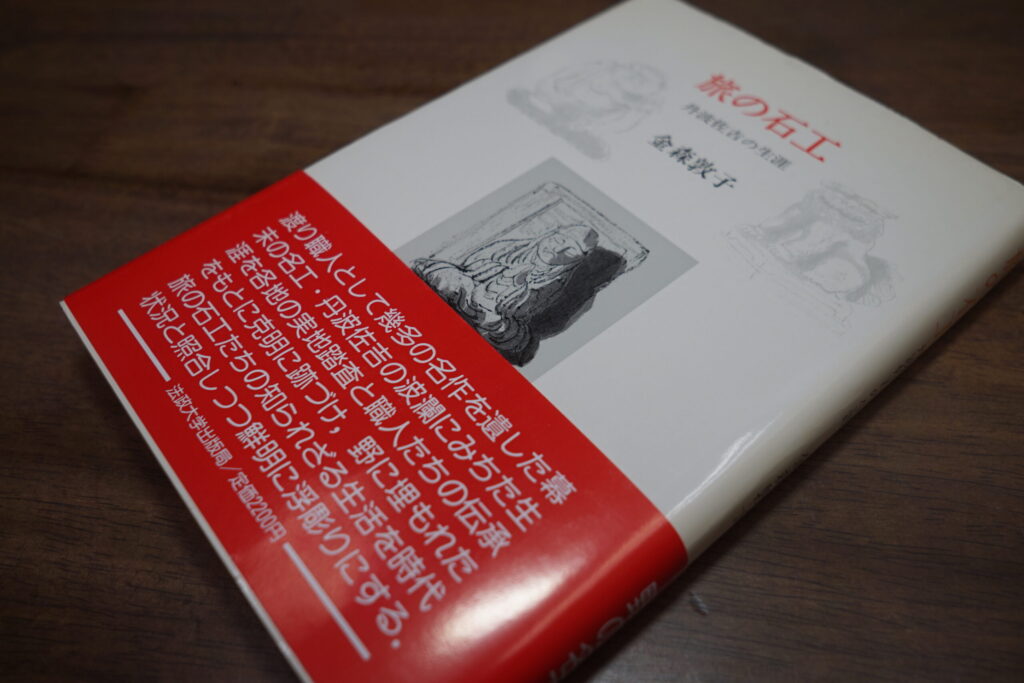 旅の石工
丹波佐吉の生涯
金森敦子
渡り職人として幾多の名作を遺した幕
末の名工・丹波佐吉の波瀾にみちた生
涯を各地の実地踏査と職人たちの伝承
をもとに克明に跡づけ，野に埋もれた
旅の石工たちの知られざる生活を時代
状況と照合しつつ鮮明に浮彫りにする．
法政大学出版局／定価2200円